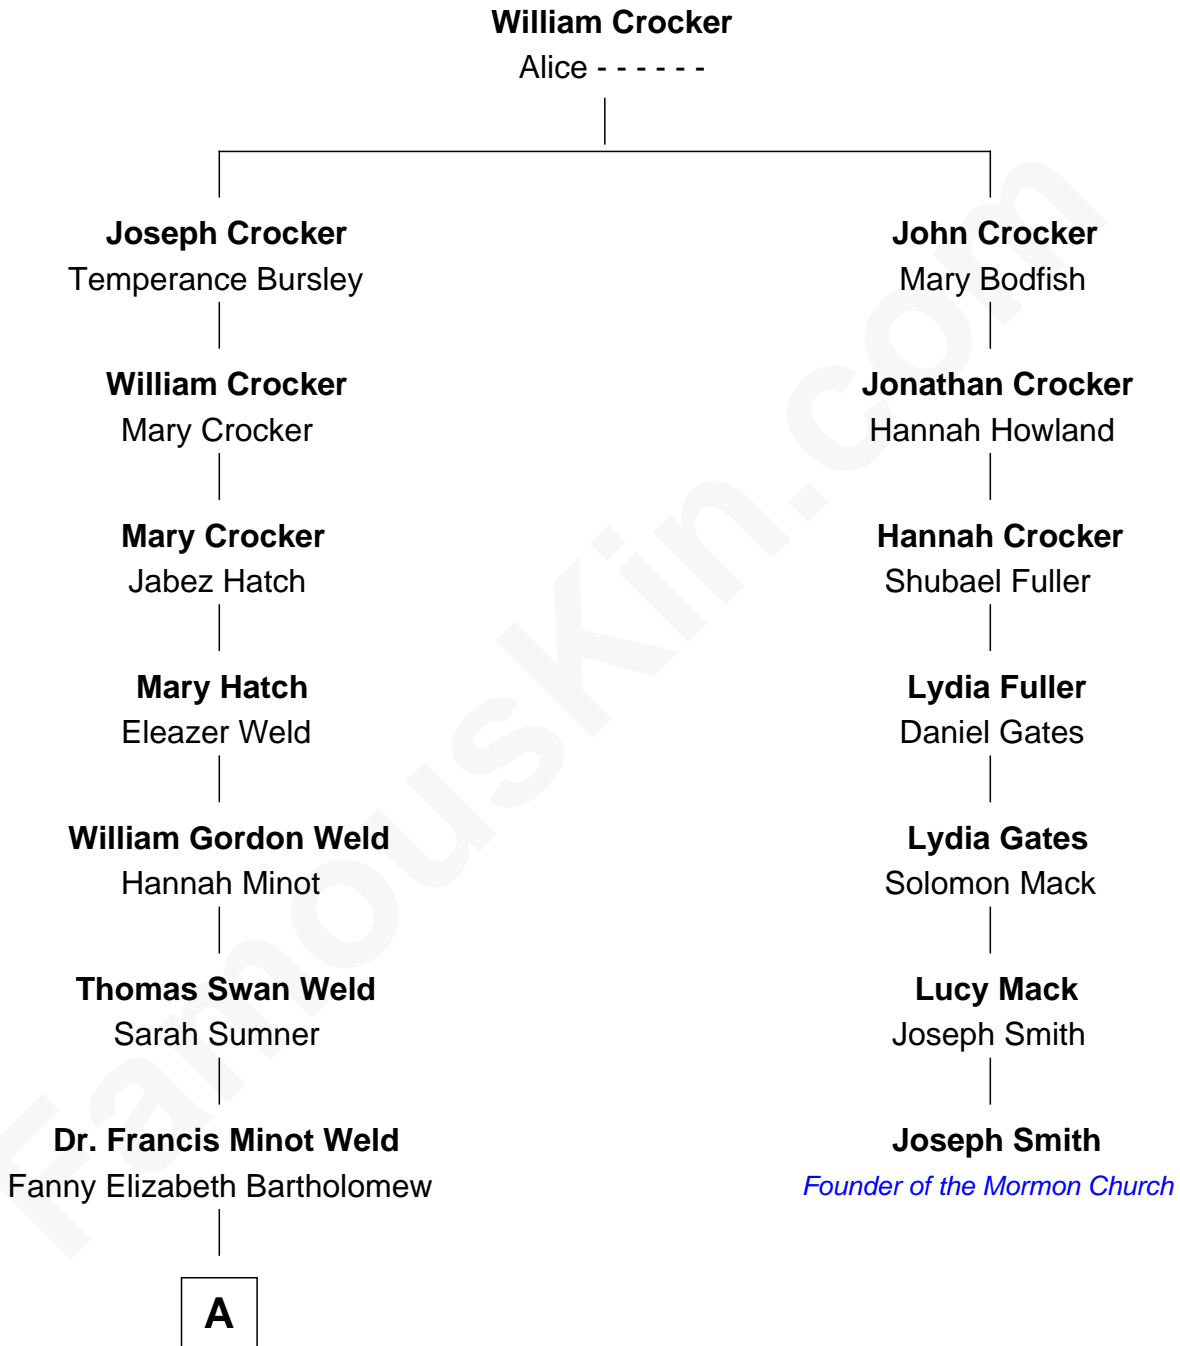 William Crocker
Alice - - - - - -
Joseph Crocker
Temperance Bursley
John Crocker
Mary Bodfish
William Crocker
Mary Crocker
Jonathan Crocker
Hannah Howland
Mary Crocker
Jabez Hatch
Hannah Crocker
Shubael Fuller
Mary Hatch
Eleazer Weld
Lydia Fuller
Daniel Gates
William Gordon Weld
Hannah Minot
Lydia Gates
Solomon Mack
Thomas Swan Weld
Sarah Sumner
Lucy Mack
Joseph Smith
Dr. Francis Minot Weld
Fanny Elizabeth Bartholomew
Joseph Smith
Founder of the Mormon Church
A
FamousKin.com